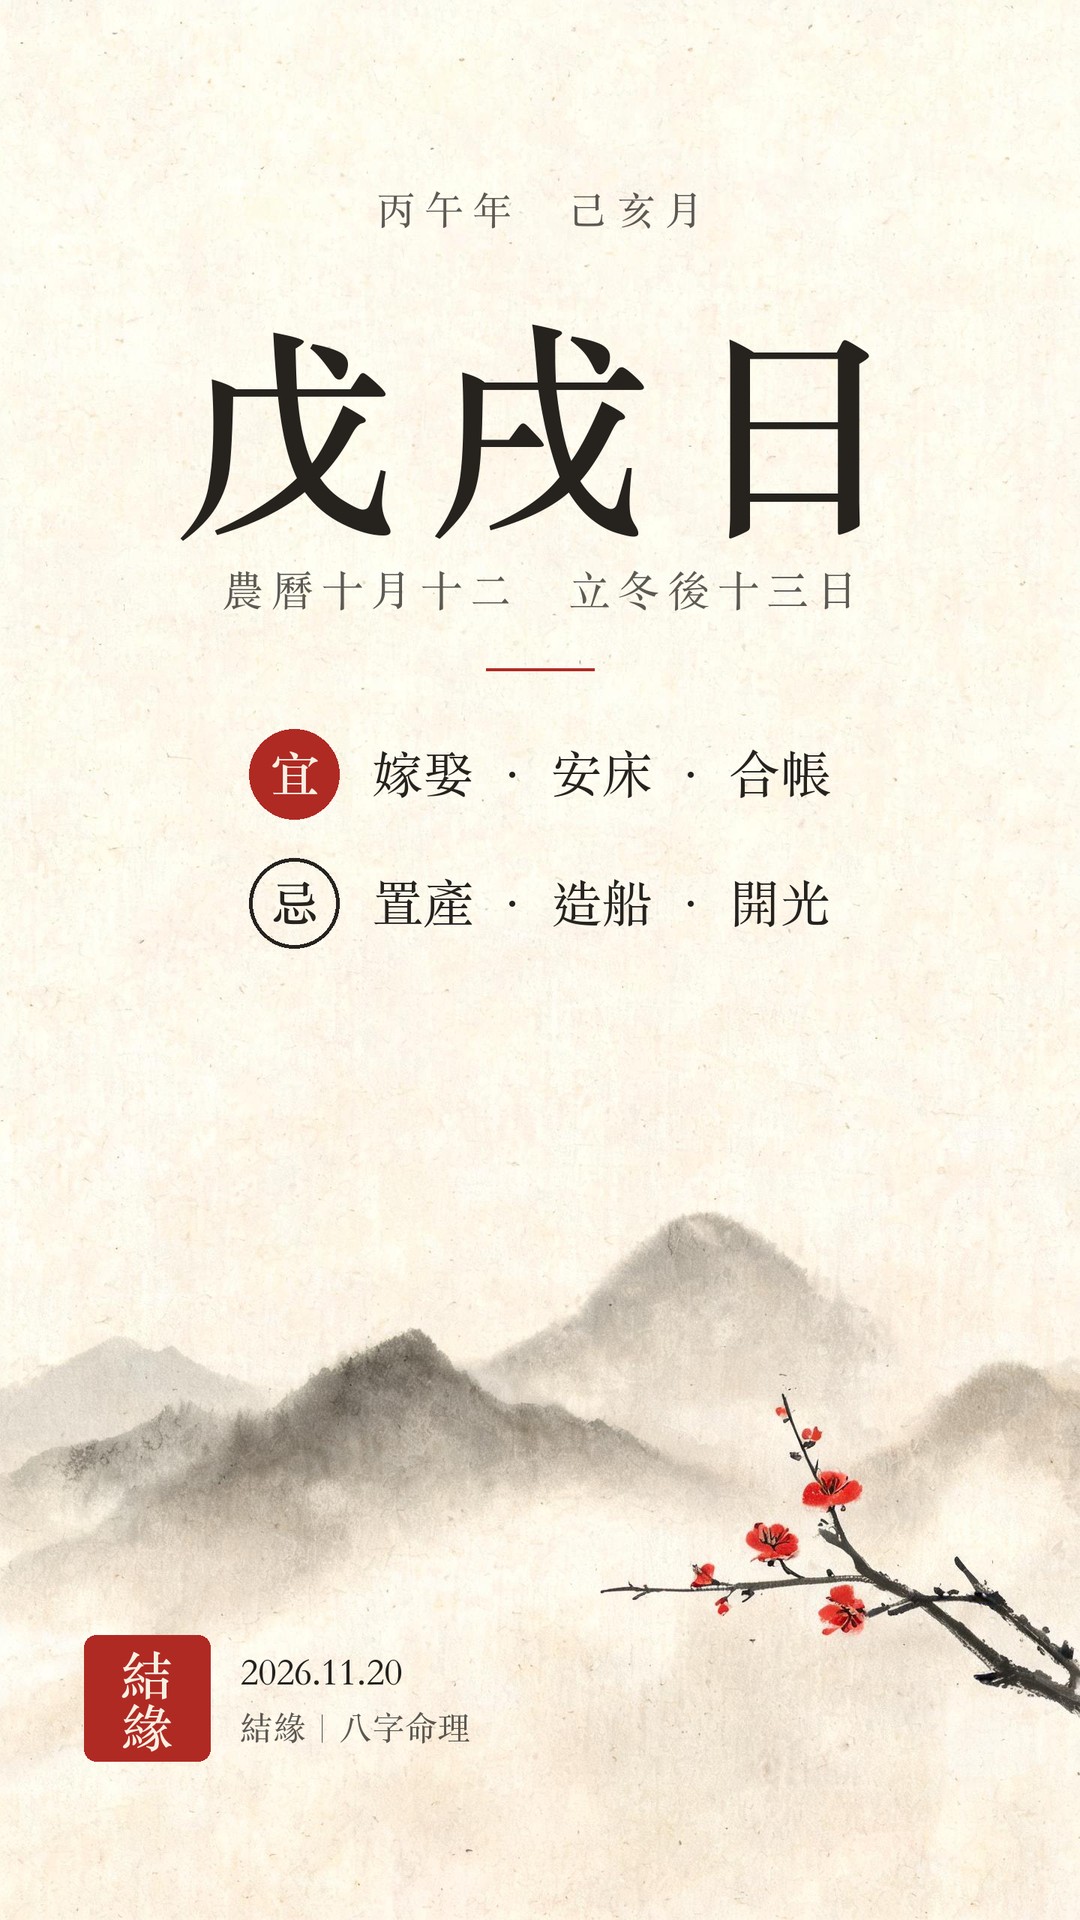 丙午年　己亥月
戊戌日
農曆十月十二　立冬後十三日
宜 嫁娶 · 安床 · 合帳
忌 置產 · 造船 · 開光
結緣
2026.11.20
結緣｜八字命理